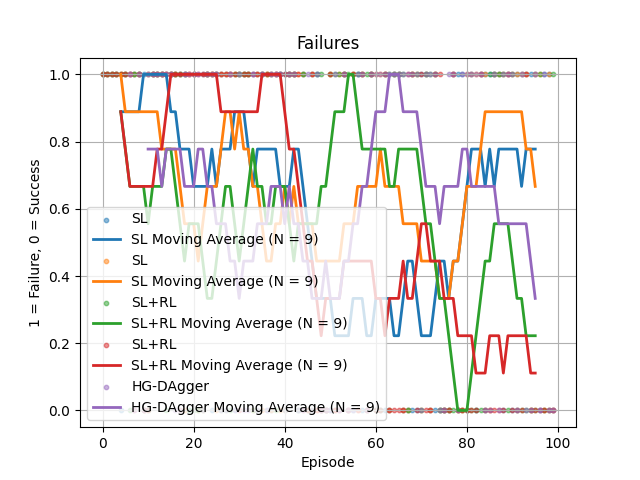 Failures
1 = Failure, 0 = Success
1.0
0.8
0.6
0.4
0.2
0.0
SL
SL Moving Average (N = 9)
SL
SL Moving Average (N = 9)
SL+RL
SL+RL Moving Average (N = 9)
SL+RL
SL+RL Moving Average (N = 9)
HG-DAgger
HG-DAgger Moving Average (N = 9)
0 20 40 60 80 100
Episode